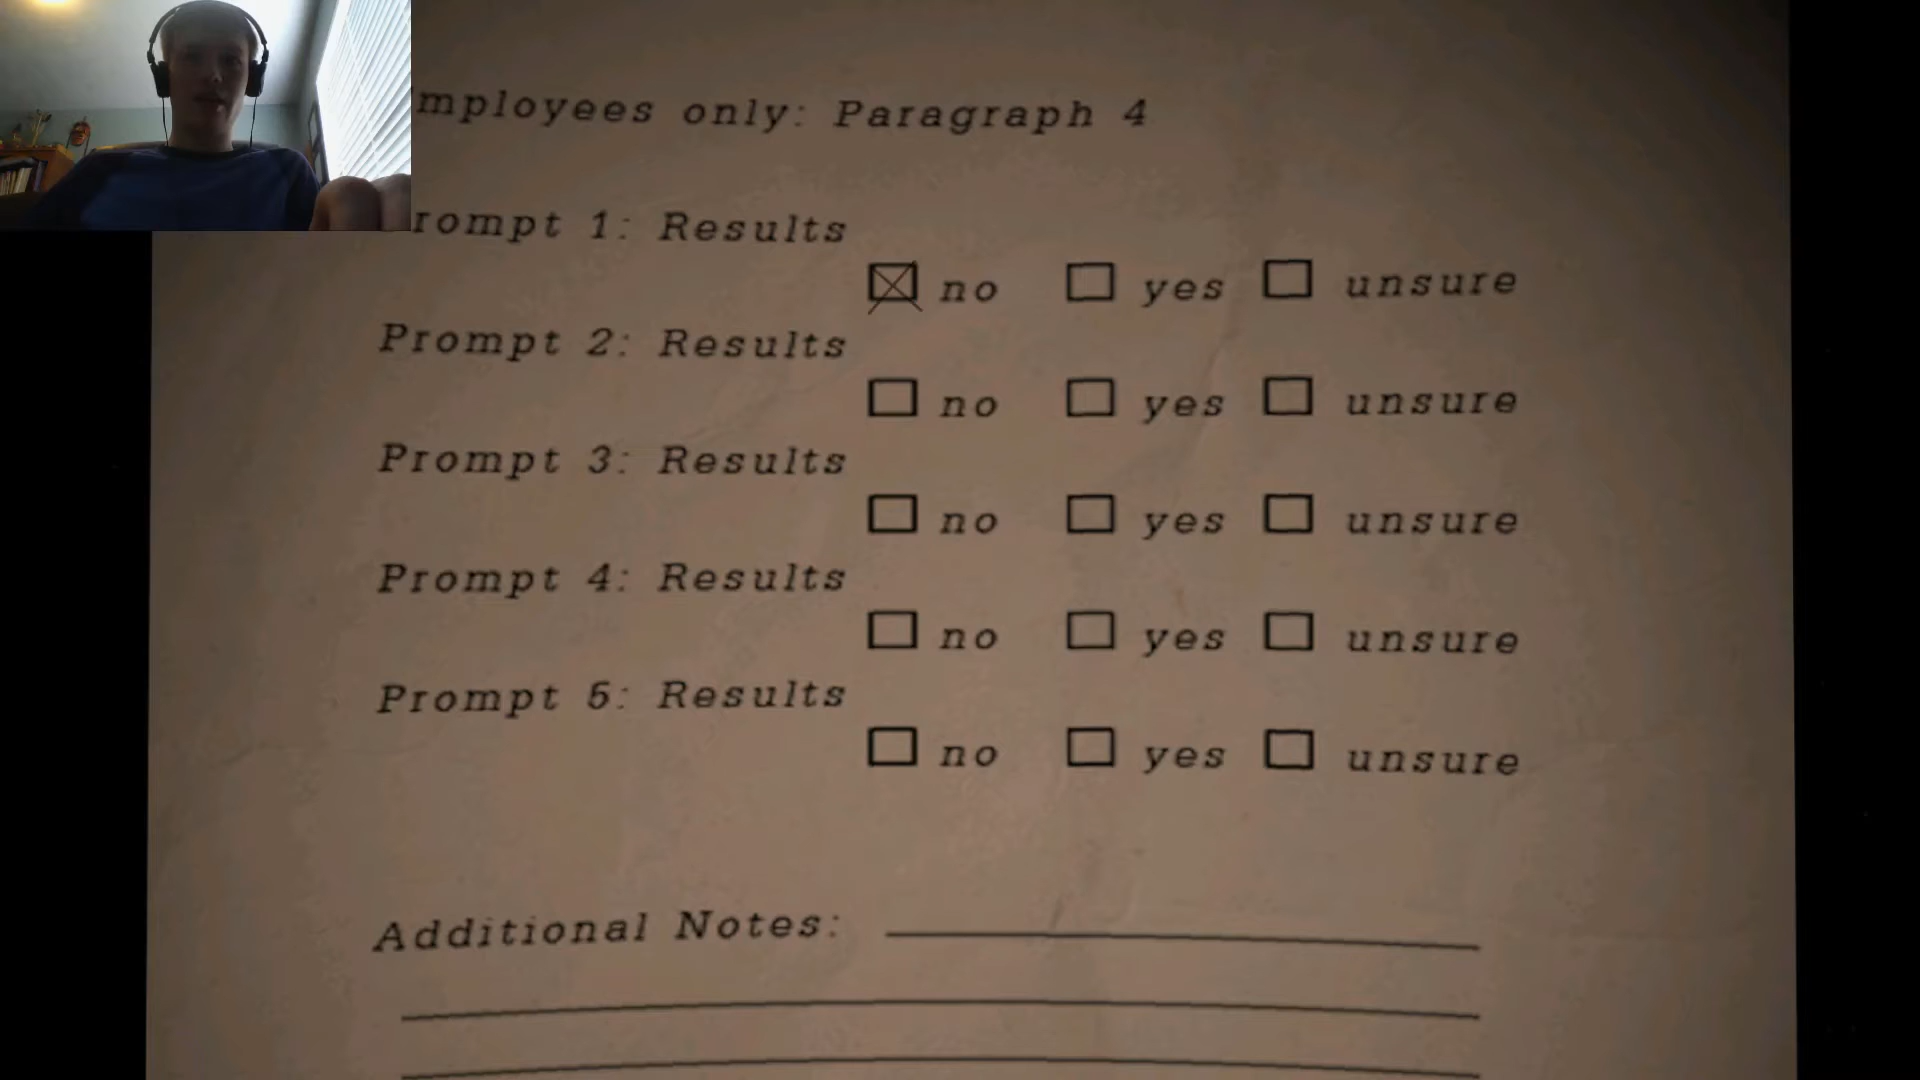 mployees only: Paragraph 4
rompt 1: Results
no yes unsure
Prompt 2: Results
no yes unsure
Prompt 3: Results
no yes unsure
Prompt 4: Results
no yes unsure
Prompt 5: Results
no yes unsure
Additional Notes: